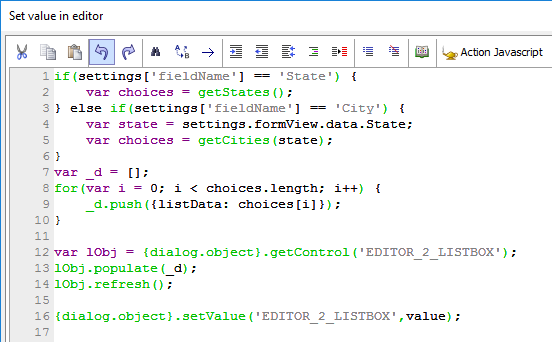 Set value in editor
Action Javascript
1 if(settings['fieldName'] == 'State') {
2     var choices = getStates();
3 } else if(settings['fieldName'] == 'City') {
4     var state = settings.formView.data.State;
5     var choices = getCities(state);
6 }
7 var _d = [];
8 for(var i = 0; i < choices.length; i++) {
9     _d.push({listData: choices[i]});
10 }
11
12 var lObj = {dialog.object}.getControl('EDITOR_2_LISTBOX');
13 lObj.populate(_d);
14 lObj.refresh();
15
16 {dialog.object}.setValue('EDITOR_2_LISTBOX',value);
17